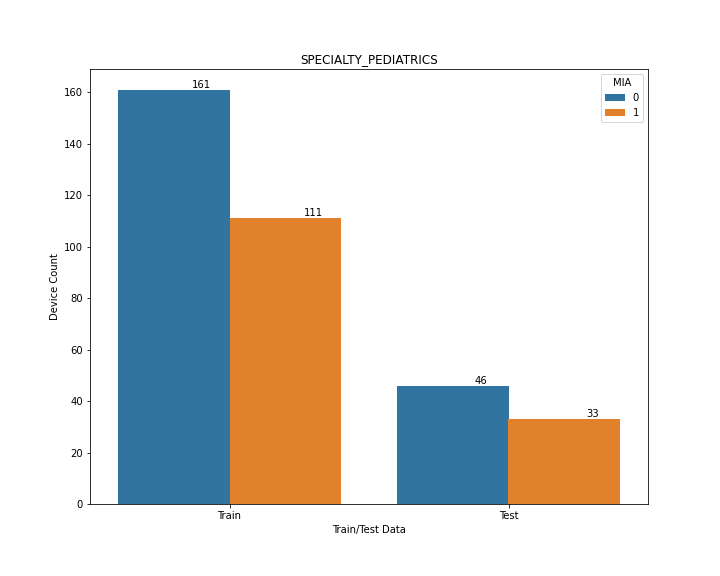 SPECIALTY_PEDIATRICS
MIA
0
1
161
111
46
33
160
140
120
100
80
60
40
20
0
Device Count
Train
Test
Train/Test Data